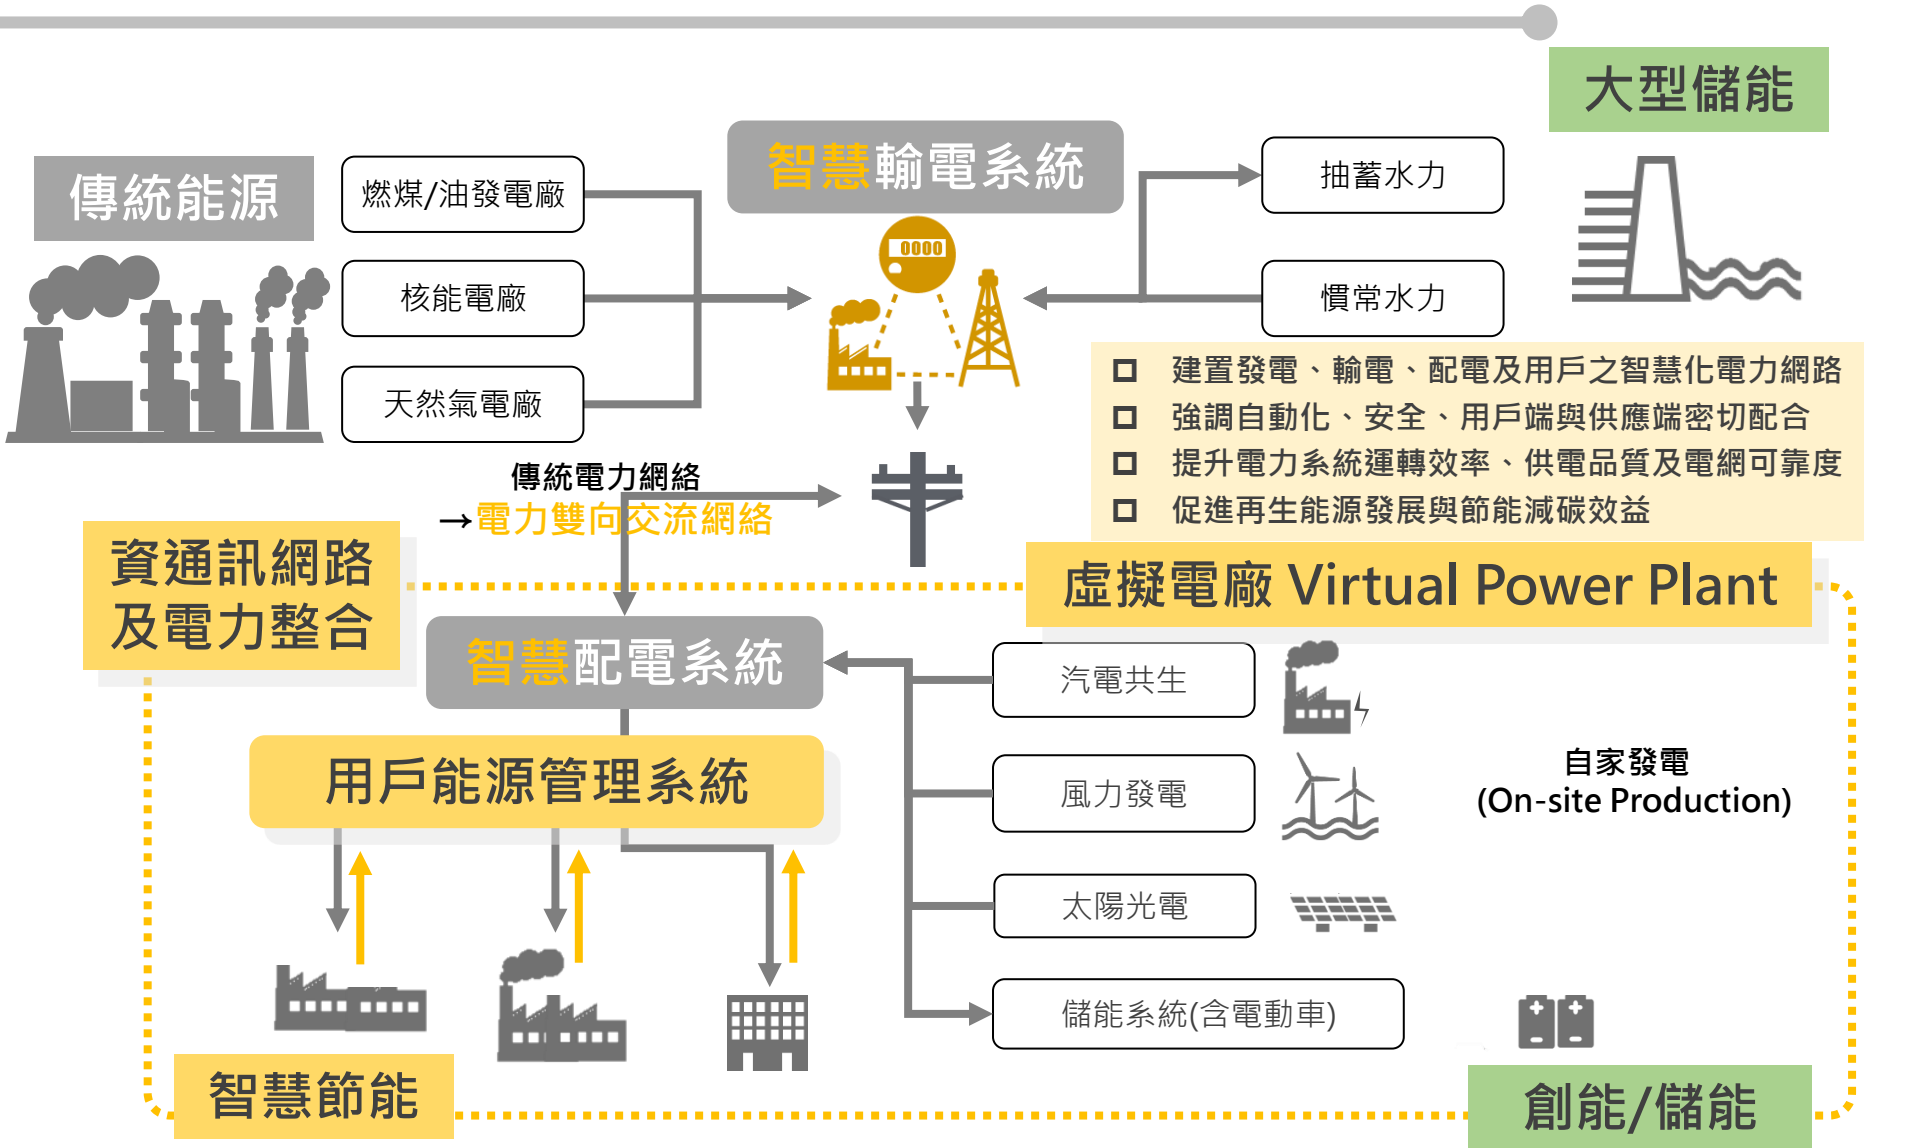 大型儲能
智慧輸電系統
傳統能源
燃煤/油發電廠
抽蓄水力
0000
核能電廠
慣常水力
天然氣電廠
建置發電、輸電、配電及用戶之智慧化電力網路
強調自動化、安全、用戶端與供應端密切配合
提升電力系統運轉效率、供電品質及電網可靠度
促進再生能源發展與節能減碳效益
傳統電力網絡
→電力雙向交流網絡
資通訊網路
及電力整合
虛擬電廠 Virtual Power Plant
智慧配電系統
汽電共生
用戶能源管理系統
風力發電
自家發電
(On-site Production)
太陽光電
儲能系統(含電動車)
智慧節能
創能/儲能